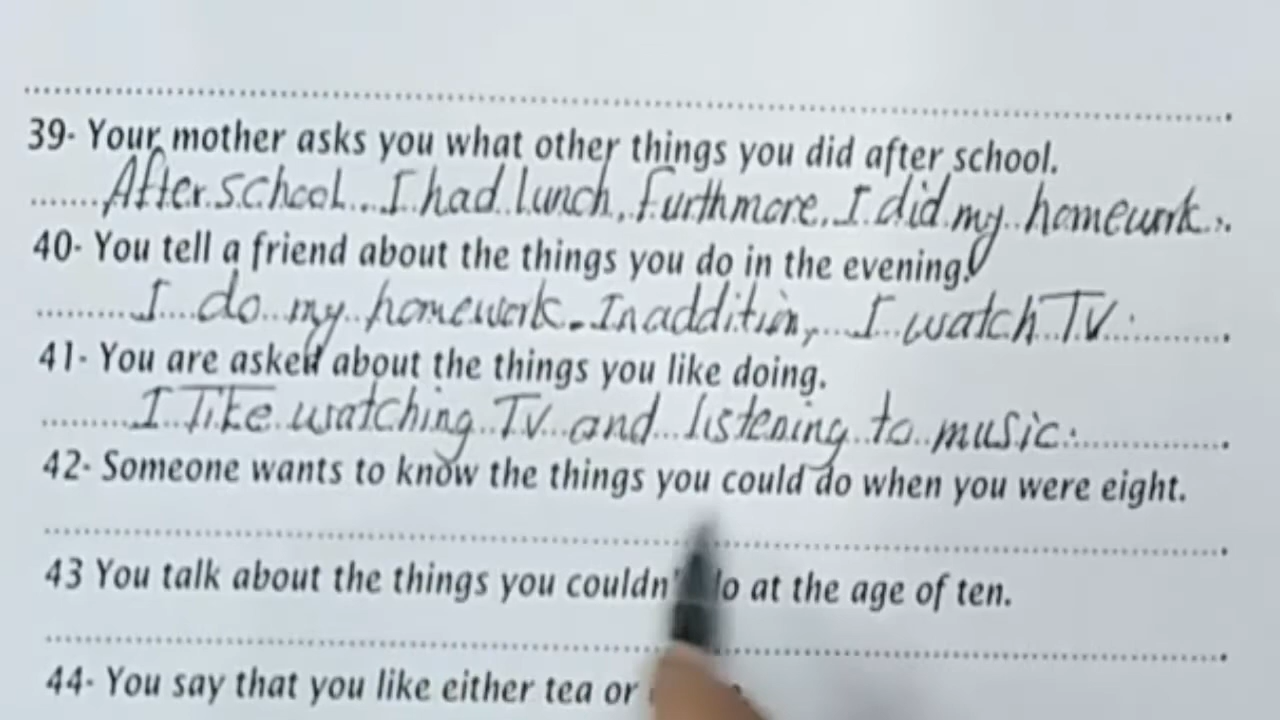 39- Your mother asks you what other things you did after school.
After school. I had lunch, Furthmore, I did my homework.
40- You tell a friend about the things you do in the evening.
I do my homework. In addition, I watch TV.
41- You are asked about the things you like doing.
I like watching TV and listening to music.
42- Someone wants to know the things you could do when you were eight.
43 You talk about the things you couldn't do at the age of ten.
44- You say that you like either tea or